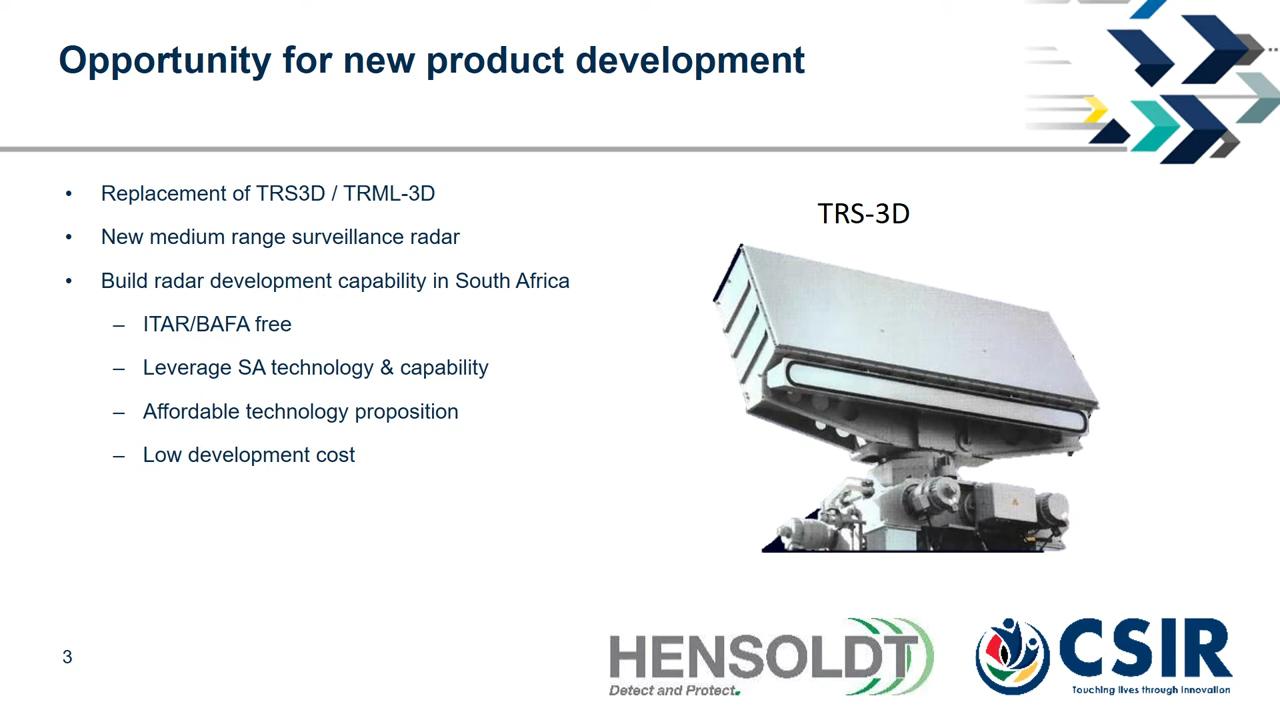 Opportunity for new product development
• Replacement of TRS3D / TRML-3D
• New medium range surveillance radar
• Build radar development capability in South Africa
– ITAR/BAFA free
– Leverage SA technology & capability
– Affordable technology proposition
– Low development cost
TRS-3D
3
HENSOLDT
Detect and Protect.
CSIR
Touching lives through innovation